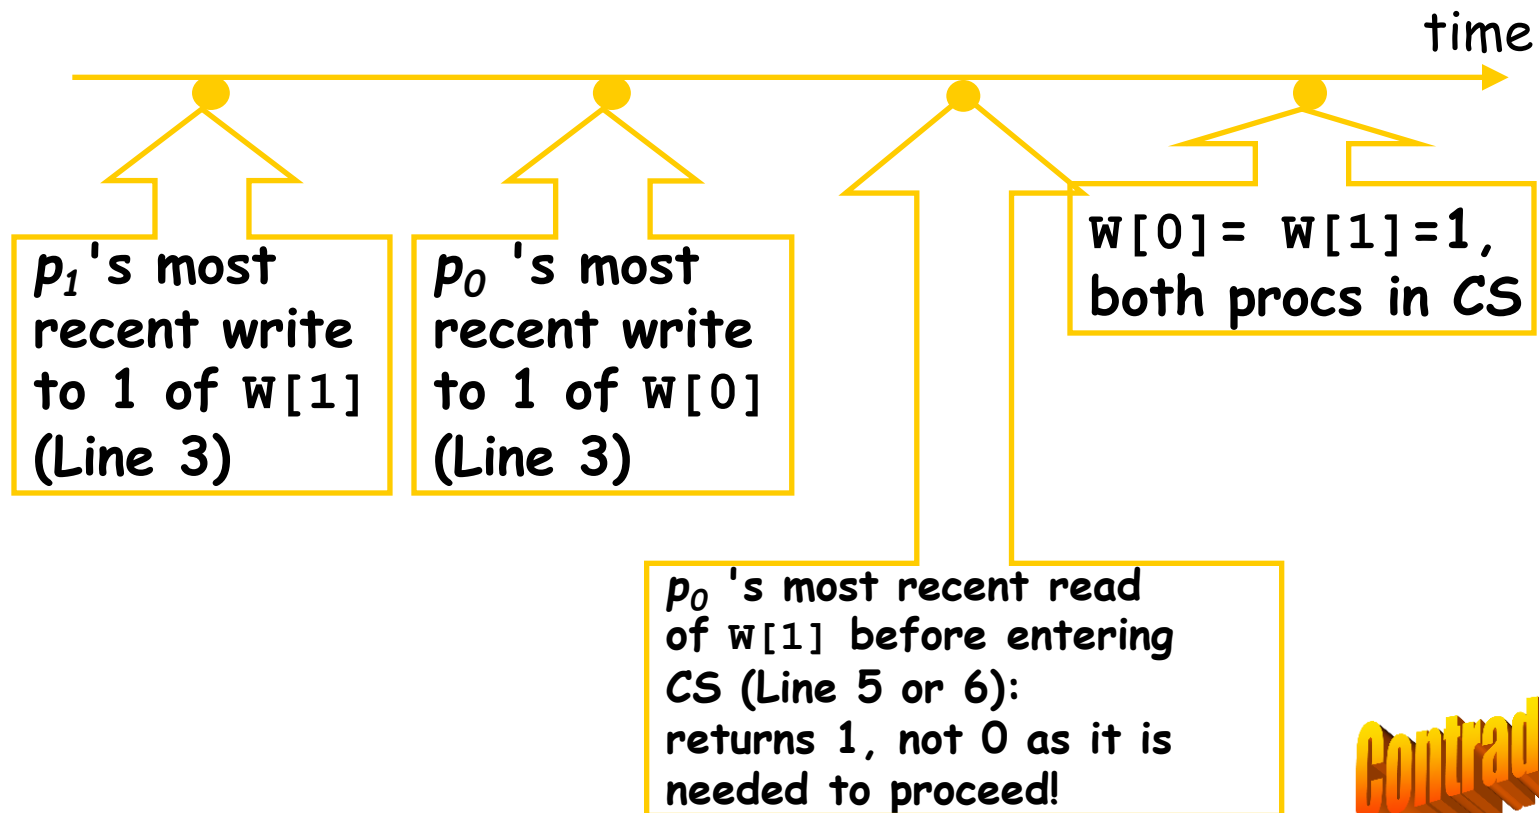 time
p₁'s most
recent write
to 1 of W[1]
(Line 3)
p₀ 's most
recent write
to 1 of W[0]
(Line 3)
W[0]= W[1]=1,
both procs in CS
p₀ 's most recent read
of W[1] before entering
CS (Line 5 or 6):
returns 1, not 0 as it is
needed to proceed!